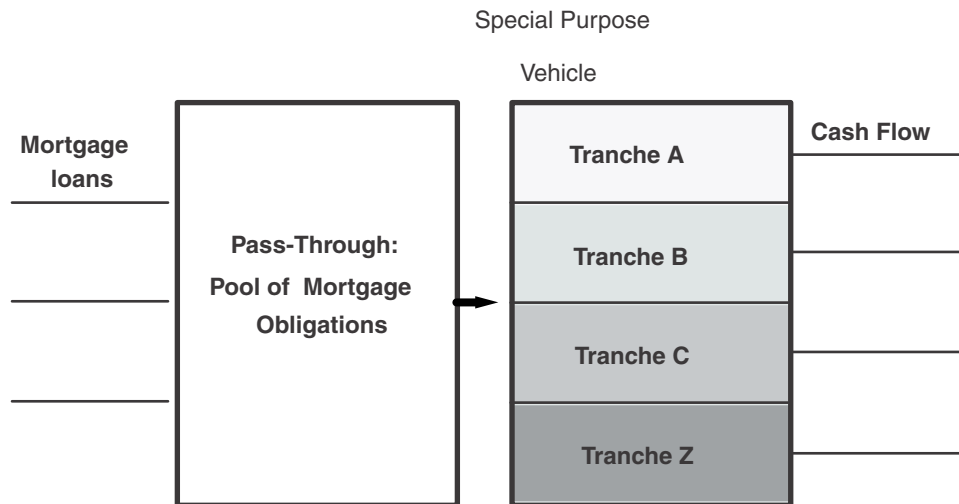 Special Purpose
Vehicle
Mortgage
loans
Pass-Through:
Pool of Mortgage
Obligations
Tranche A
Tranche B
Tranche C
Tranche Z
Cash Flow